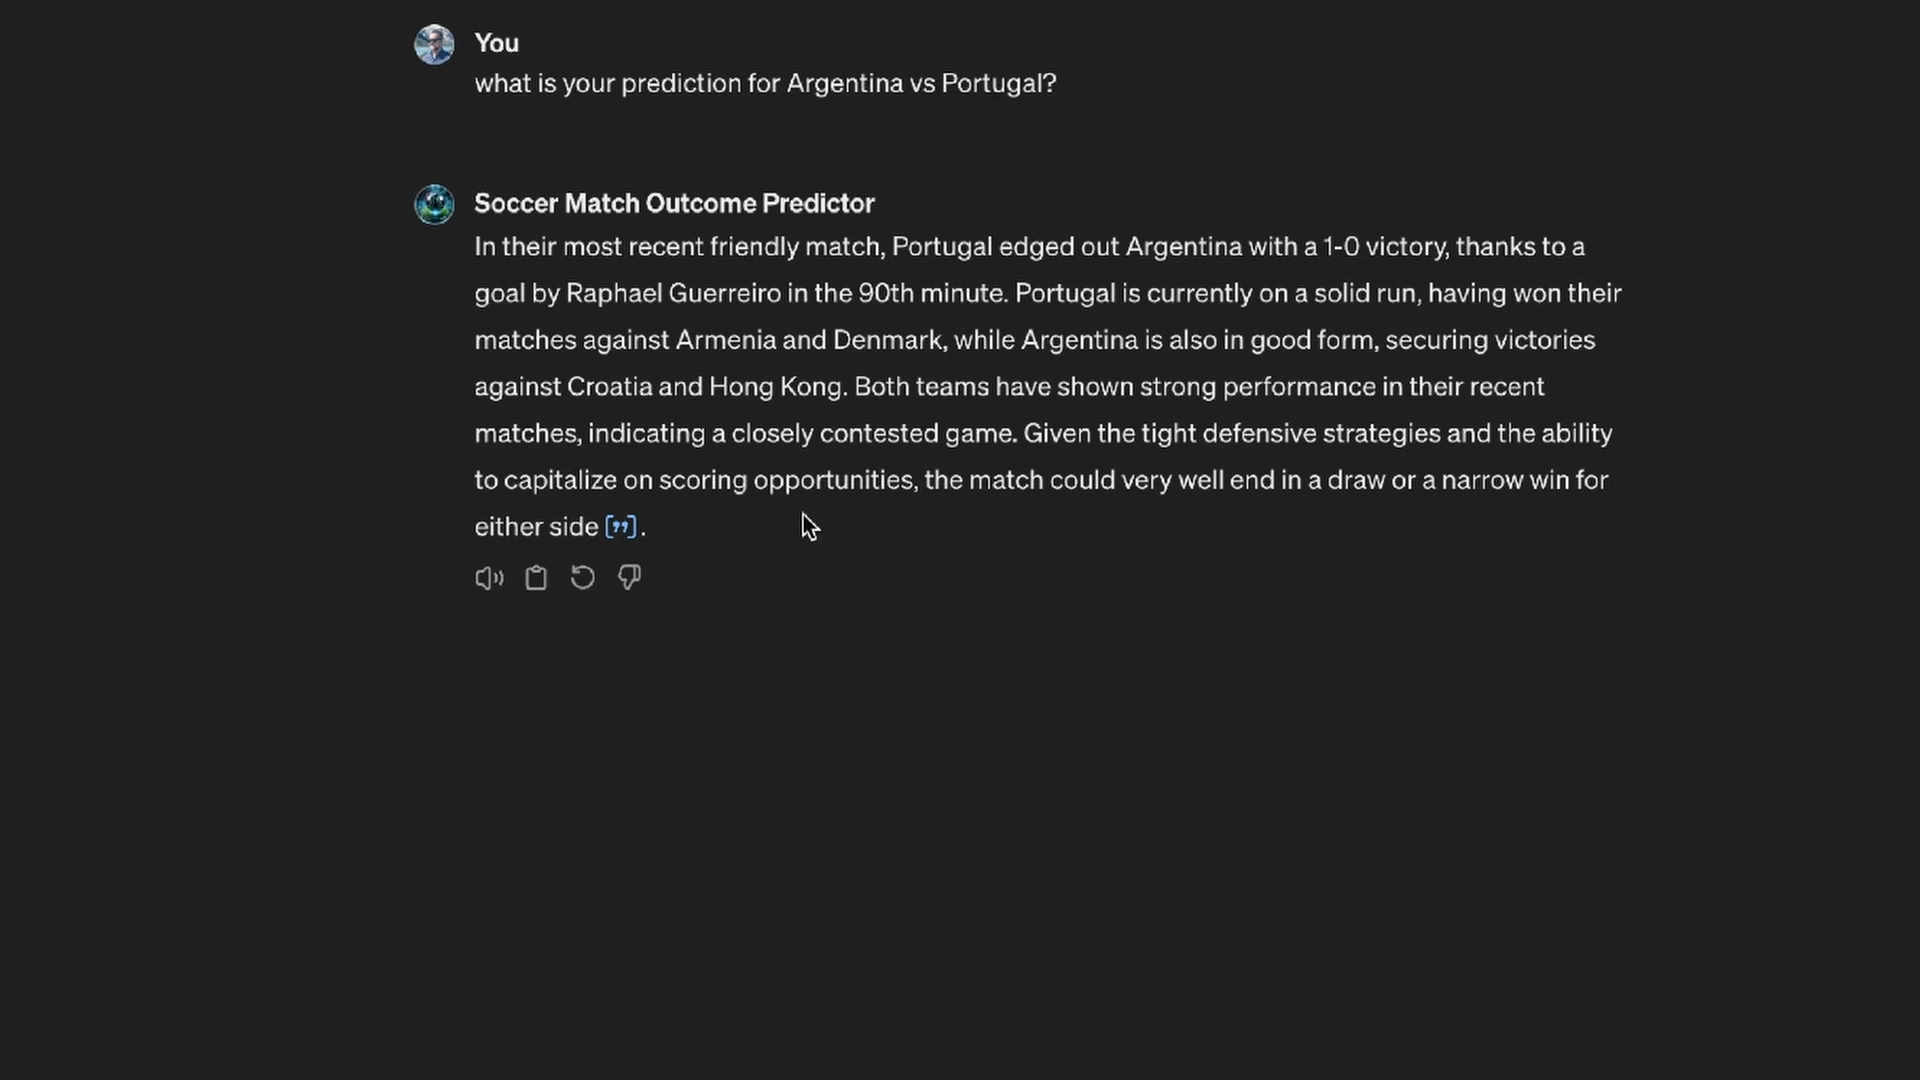 You
what is your prediction for Argentina vs Portugal?
Soccer Match Outcome Predictor
In their most recent friendly match, Portugal edged out Argentina with a 1-0 victory, thanks to a
goal by Raphael Guerreiro in the 90th minute. Portugal is currently on a solid run, having won their
matches against Armenia and Denmark, while Argentina is also in good form, securing victories
against Croatia and Hong Kong. Both teams have shown strong performance in their recent
matches, indicating a closely contested game. Given the tight defensive strategies and the ability
to capitalize on scoring opportunities, the match could very well end in a draw or a narrow win for
either side ["].